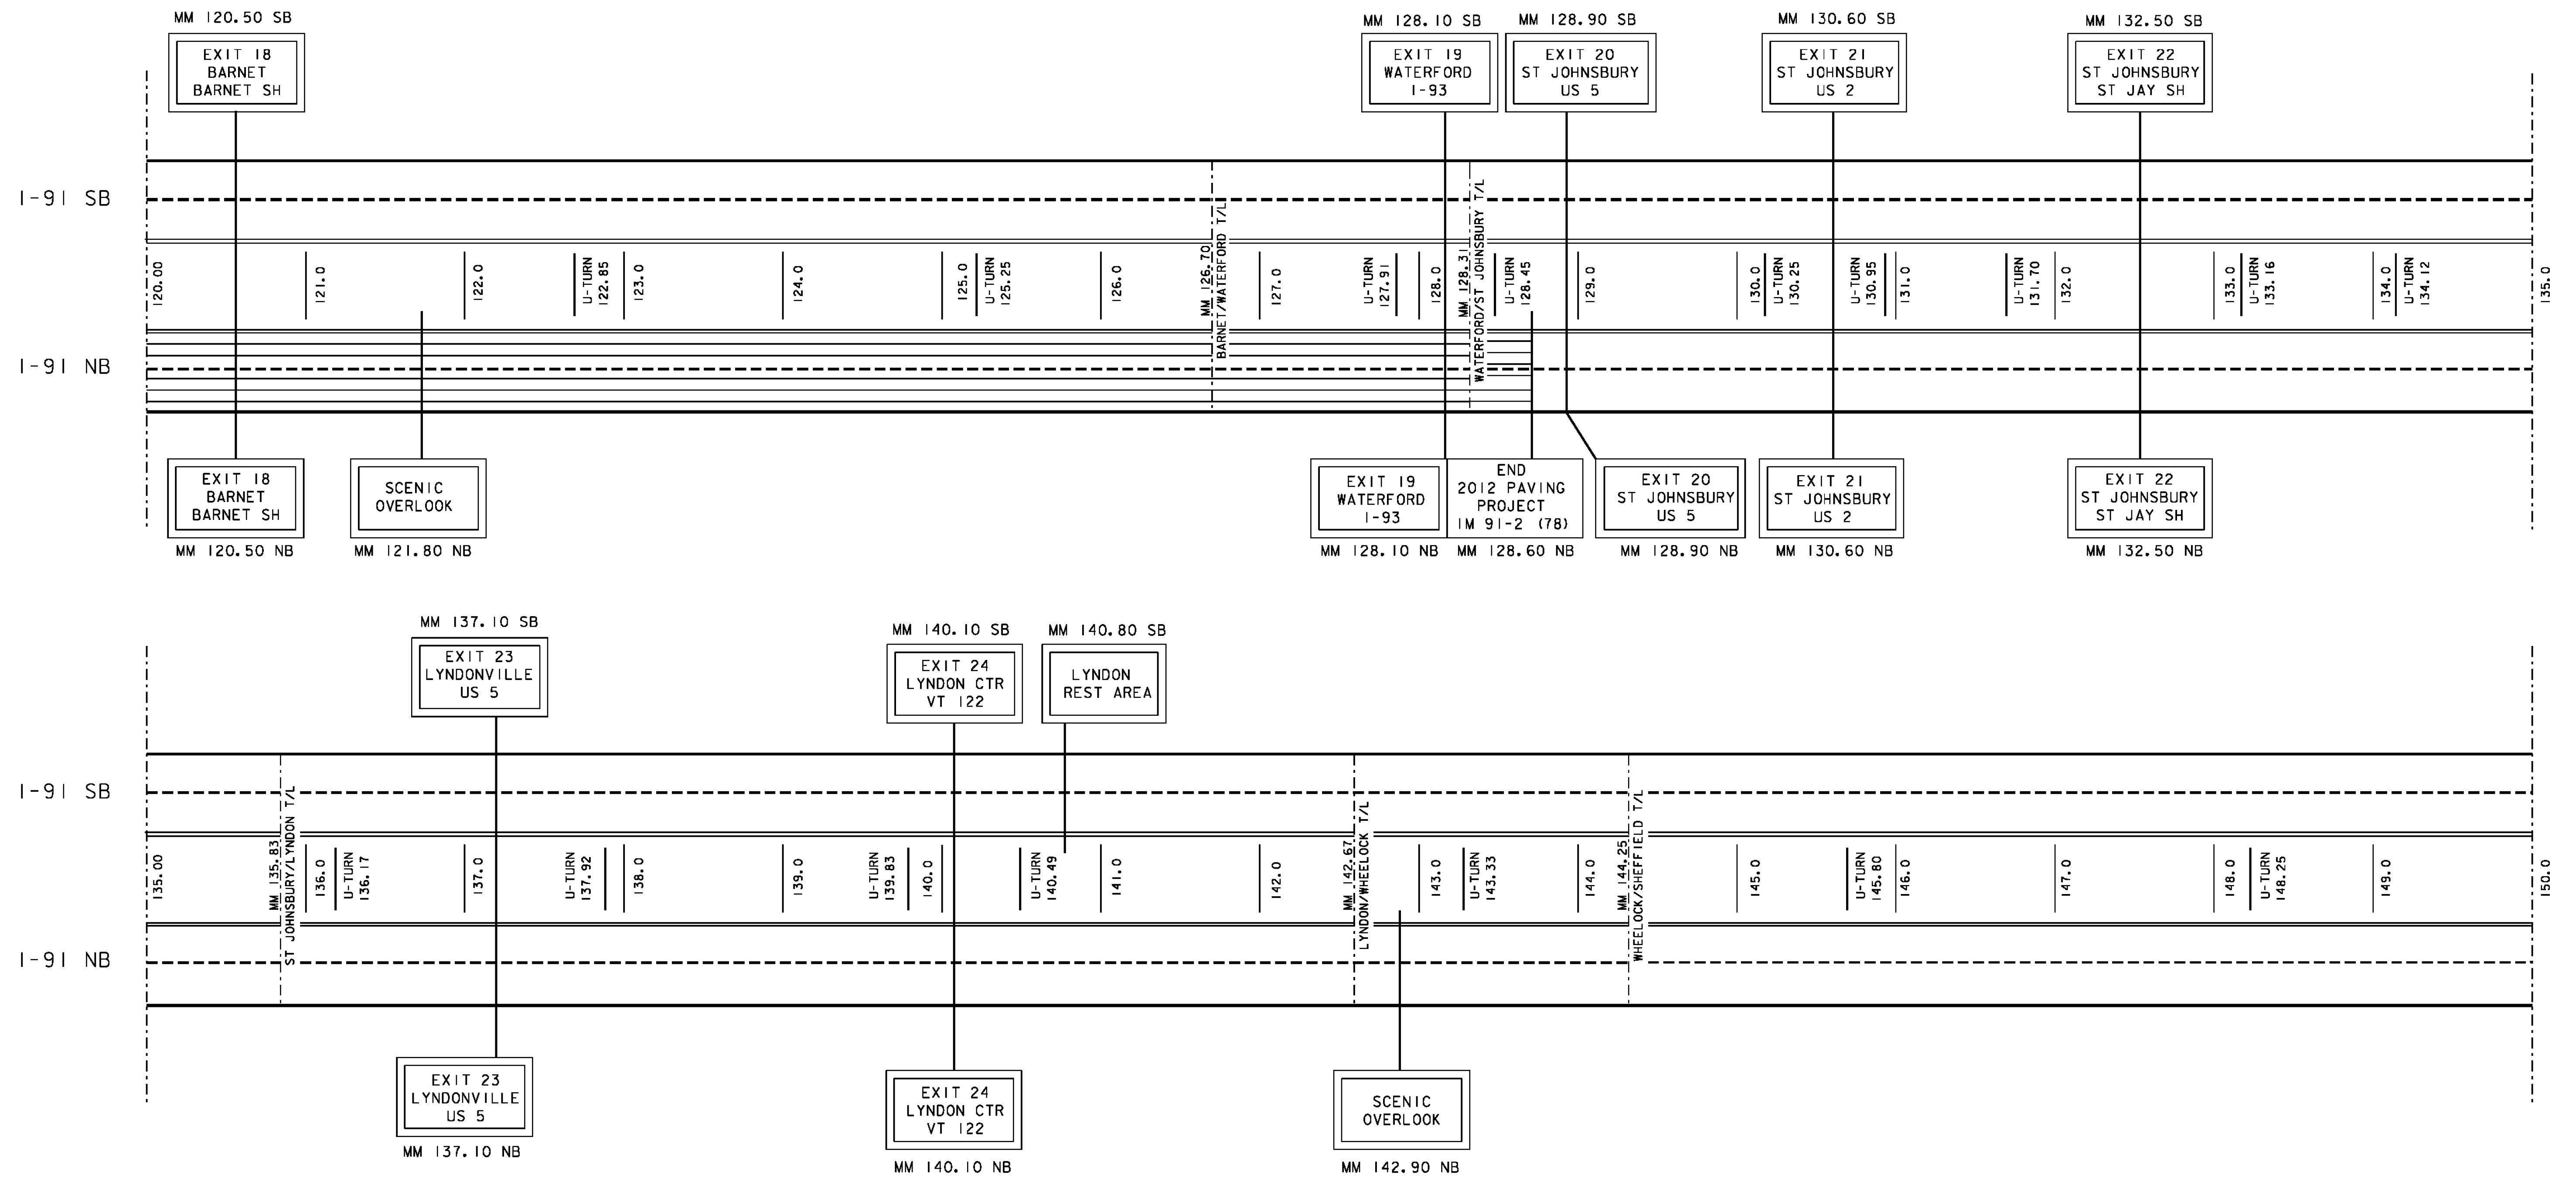 MM 120.50 SB
EXIT 18
BARNET
BARNET SH
MM 128.10 SB
EXIT 19
WATERFORD
I-93
MM 128.90 SB
EXIT 20
ST JOHNSBURY
US 5
MM 130.60 SB
EXIT 21
ST JOHNSBURY
US 2
MM 132.50 SB
EXIT 22
ST JOHNSBURY
ST JAY SH
I-91 SB
120.00
121.0
122.0
U-TURN
122.85
123.0
124.0
125.0
U-TURN
125.25
126.0
MM 126.70
BARNET/WATERFORD T/L
127.0
U-TURN
127.91
128.0
MM 128.31
WATERFORD/ST JOHNSBURY T/L
U-TURN
128.45
129.0
130.0
U-TURN
130.25
U-TURN
130.95
131.0
U-TURN
131.70
132.0
133.0
U-TURN
133.16
134.0
U-TURN
134.12
135.0
I-91 NB
EXIT 18
BARNET
BARNET SH
MM 120.50 NB
SCENIC
OVERLOOK
MM 121.80 NB
EXIT 19
WATERFORD
I-93
MM 128.10 NB
END
2012 PAVING
PROJECT
IM 91-2 (78)
MM 128.60 NB
EXIT 20
ST JOHNSBURY
US 5
MM 128.90 NB
EXIT 21
ST JOHNSBURY
US 2
MM 130.60 NB
EXIT 22
ST JOHNSBURY
ST JAY SH
MM 132.50 NB
MM 137.10 SB
EXIT 23
LYNDONVILLE
US 5
MM 140.10 SB
EXIT 24
LYNDON CTR
VT 122
MM 140.80 SB
LYNDON
REST AREA
I-91 SB
135.00
MM 135.83
ST JOHNSBURY/LYNDON T/L
136.0
U-TURN
136.17
137.0
U-TURN
137.92
138.0
139.0
U-TURN
139.83
140.0
U-TURN
140.49
141.0
142.0
MM 142.67
LYNDON/WHEELOCK T/L
143.0
U-TURN
143.33
144.0
MM 144.25
WHEELOCK/SHEFFIELD T/L
145.0
U-TURN
145.80
146.0
147.0
148.0
U-TURN
148.25
149.0
150.0
I-91 NB
EXIT 23
LYNDONVILLE
US 5
MM 137.10 NB
EXIT 24
LYNDON CTR
VT 122
MM 140.10 NB
SCENIC
OVERLOOK
MM 142.90 NB